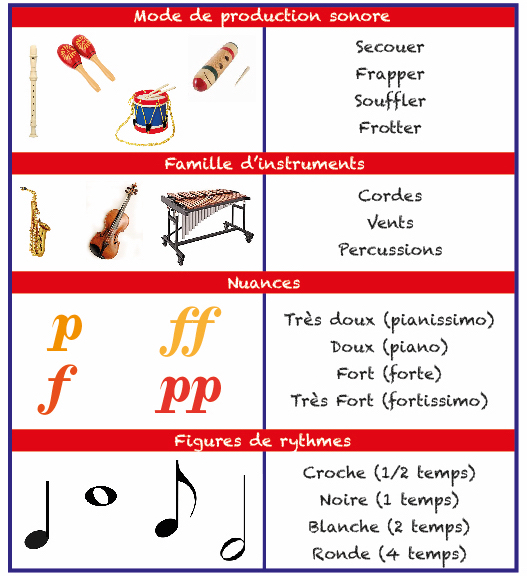 Mode de production sonore
Secouer
Frapper
Souffler
Frotter
Famille d'instruments
Cordes
Vents
Percussions
Nuances
p
ff
f
pp
Très doux (pianissimo)
Doux (piano)
Fort (forte)
Très Fort (fortissimo)
Figures de rythmes
Croche (1/2 temps)
Noire (1 temps)
Blanche (2 temps)
Ronde (4 temps)